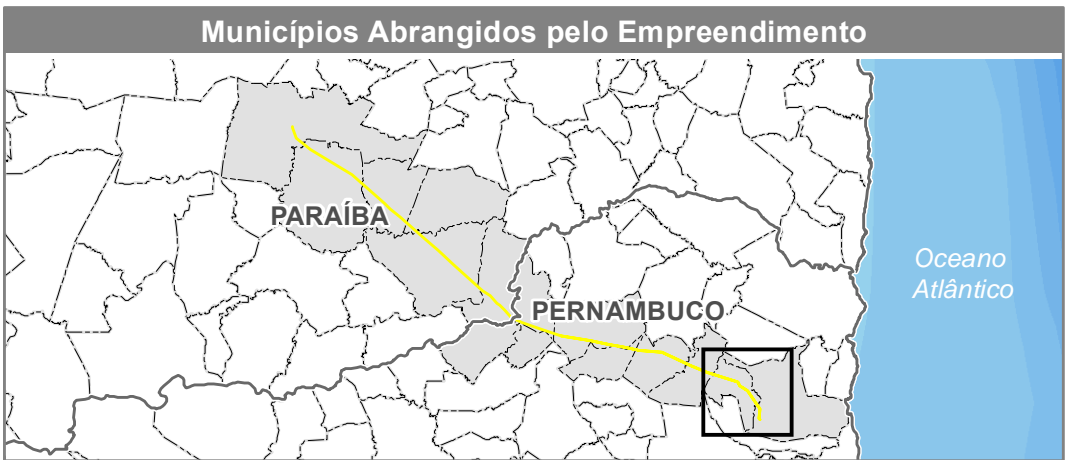 Municípios Abrangidos pelo Empreendimento
PARAÍBA
PERNAMBUCO
Oceano
Atlântico